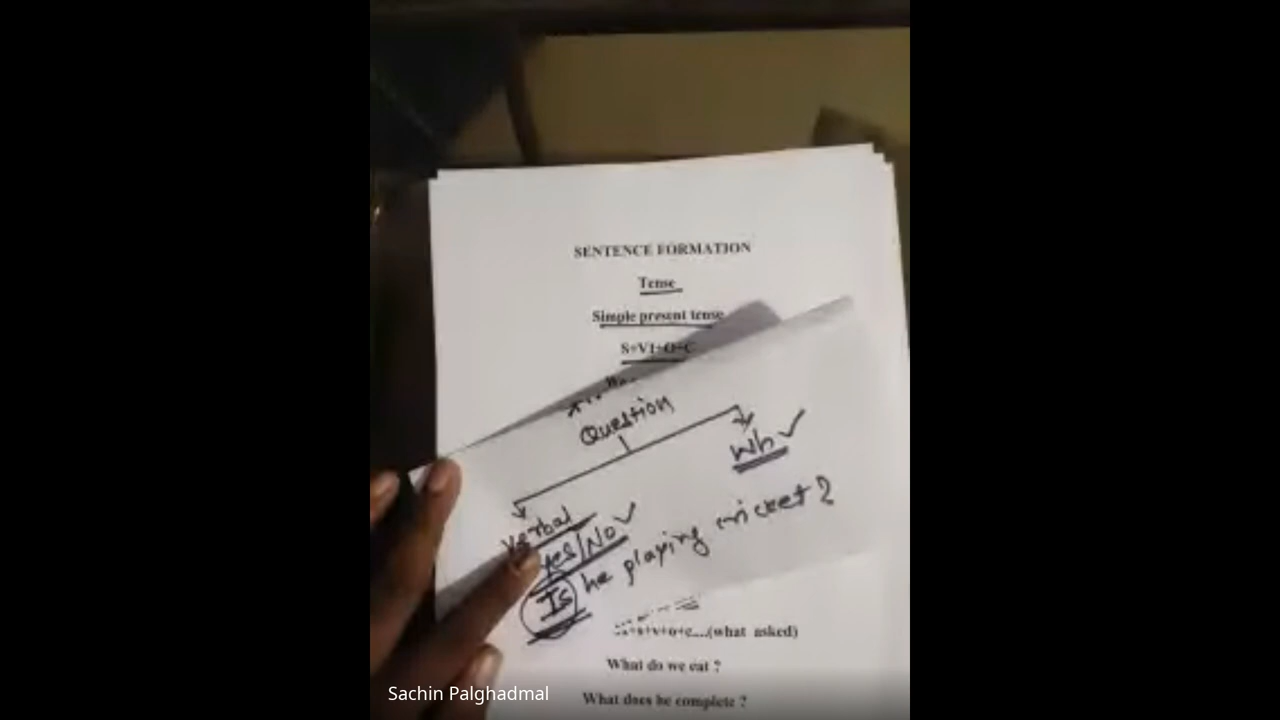 SENTENCE FORMATION
Tense
Simple present tense
S+V1+O+C
Question
Wh
Verbal
Yes/No
Is he playing cricket?
(what asked)
What do we eat ?
What does he complete ?
Sachin Palghadmal